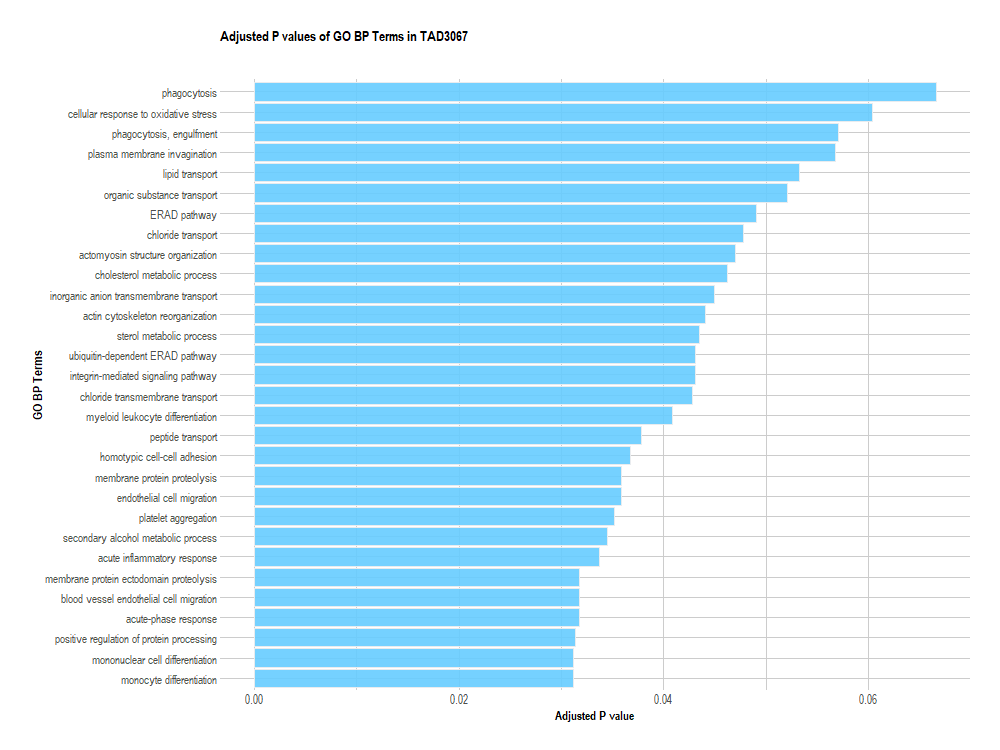 Adjusted P values of GO BP Terms in TAD3067
GO BP Terms
phagocytosis
cellular response to oxidative stress
phagocytosis, engulfment
plasma membrane invagination
lipid transport
organic substance transport
ERAD pathway
chloride transport
actomyosin structure organization
cholesterol metabolic process
inorganic anion transmembrane transport
actin cytoskeleton reorganization
sterol metabolic process
ubiquitin-dependent ERAD pathway
integrin-mediated signaling pathway
chloride transmembrane transport
myeloid leukocyte differentiation
peptide transport
homotypic cell-cell adhesion
membrane protein proteolysis
endothelial cell migration
platelet aggregation
secondary alcohol metabolic process
acute inflammatory response
membrane protein ectodomain proteolysis
blood vessel endothelial cell migration
acute-phase response
positive regulation of protein processing
mononuclear cell differentiation
monocyte differentiation
0.00 0.02 0.04 0.06
Adjusted P value